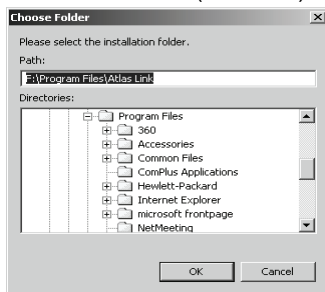 Choose Folder
Please select the installation folder.
Path:
F:\Program Files\Atlas Link
Directories:
Program Files
360
Accessories
Common Files
ComPlus Applications
Hewlett-Packard
Internet Explorer
microsoft frontpage
NetMeeting
OK
Cancel